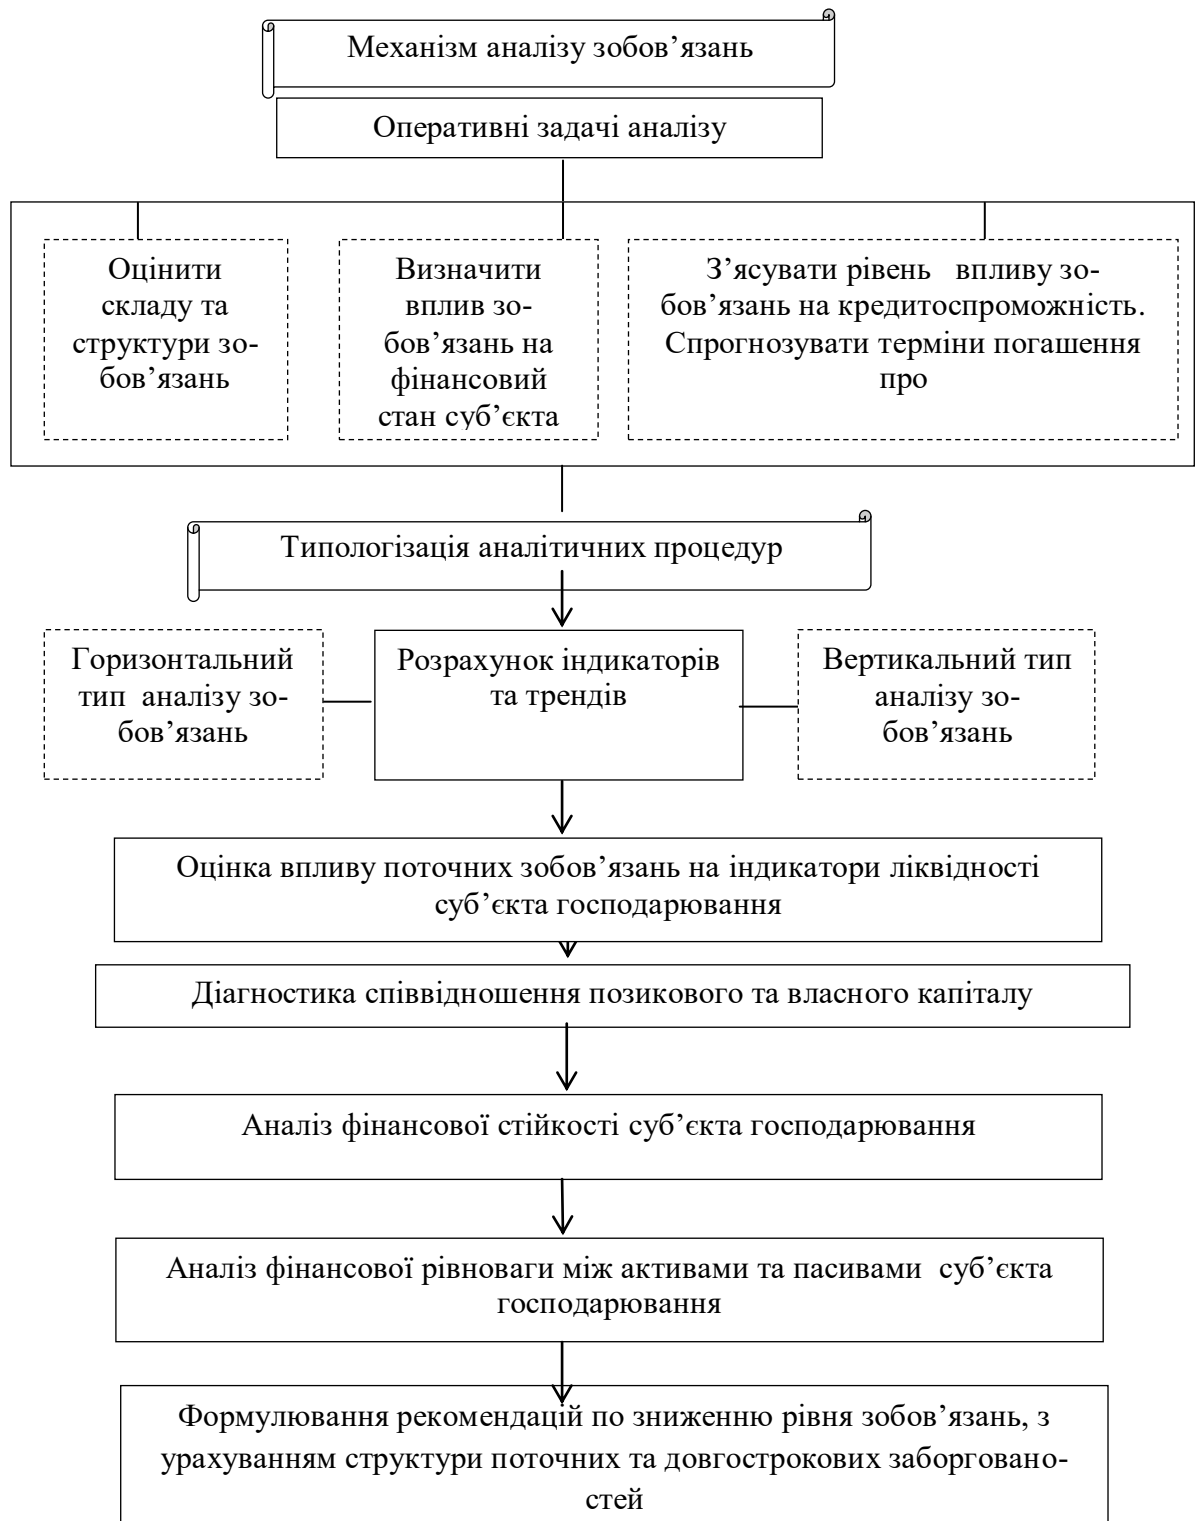 Механізм аналізу зобов’язань
Оперативні задачі аналізу
Оцінити
складу та
структури зо-
бов’язань
Визначити
вплив зо-
бов’язань на
фінансовий
стан суб’єкта
З’ясувати рівень впливу зо-
бов’язань на кредитоспроможність.
Спрогнозувати терміни погашення
про
Типологізація аналітичних процедур
Горизонтальний
тип аналізу зо-
бов’язань
Розрахунок індикаторів
та трендів
Вертикальний тип
аналізу зо-
бов’язань
Оцінка впливу поточних зобов’язань на індикатори ліквідності
суб’єкта господарювання
Діагностика співвідношення позикового та власного капіталу
Аналіз фінансової стійкості суб’єкта господарювання
Аналіз фінансової рівноваги між активами та пасивами суб’єкта
господарювання
Формулювання рекомендацій по зниженню рівня зобов’язань, з
урахуванням структури поточних та довгострокових заборговано-
стей